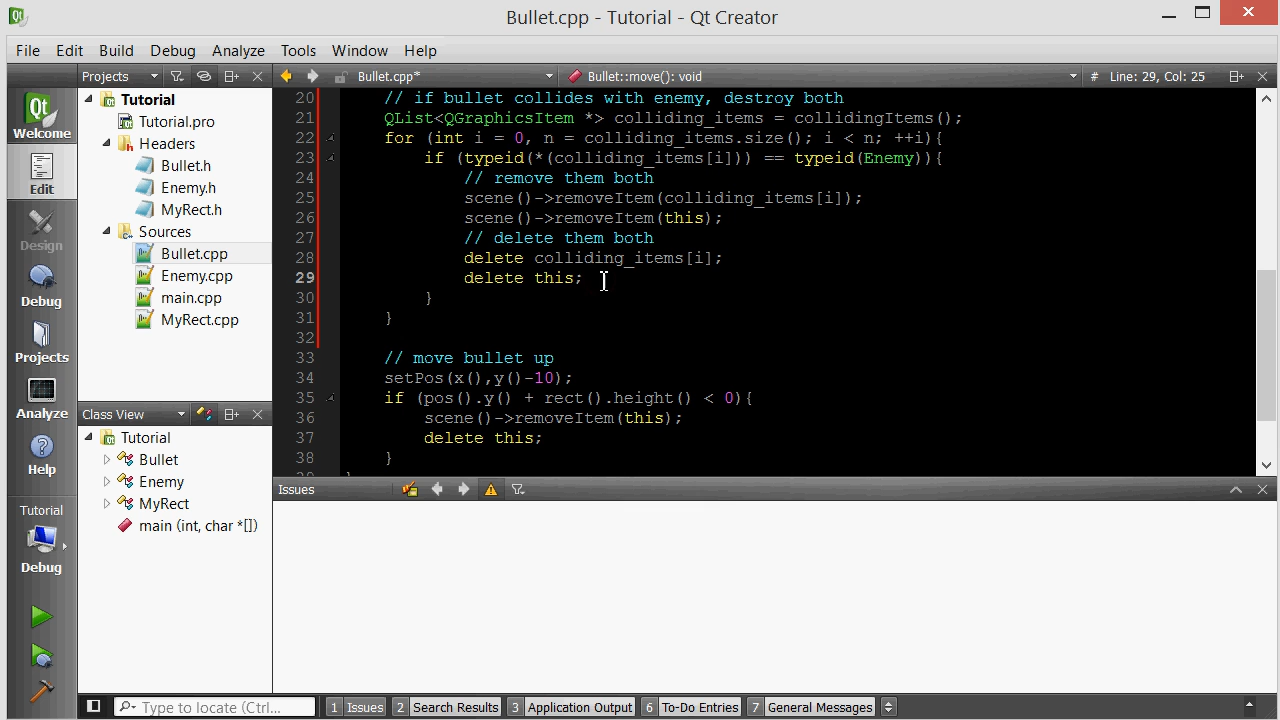 Bullet.cpp - Tutorial - Qt Creator
File Edit Build Debug Analyze Tools Window Help
Projects
Bullet.cpp*
Bullet::move(): void
# Line: 29, Col: 25
Qt
Welcome
Edit
Design
Debug
Projects
Analyze
Help
Tutorial
Debug
Tutorial
Tutorial.pro
Headers
Bullet.h
Enemy.h
MyRect.h
Sources
Bullet.cpp
Enemy.cpp
main.cpp
MyRect.cpp
Class View
Tutorial
Bullet
Enemy
MyRect
main (int, char *[])
20 // if bullet collides with enemy, destroy both
21 QList<QGraphicsItem *> colliding_items = collidingItems();
22 for (int i = 0, n = colliding_items.size(); i < n; ++i){
23 if (typeid(*(colliding_items[i])) == typeid(Enemy)){
24 // remove them both
25 scene()->removeItem(colliding_items[i]);
26 scene()->removeItem(this);
27 // delete them both
28 delete colliding_items[i];
29 delete this;
30 }
31 }
32
33 // move bullet up
34 setPos(x(),y()-10);
35 if (pos().y() + rect().height() < 0){
36 scene()->removeItem(this);
37 delete this;
38 }
Issues
Type to locate (Ctrl...
1 Issues
2 Search Results
3 Application Output
6 To-Do Entries
7 General Messages